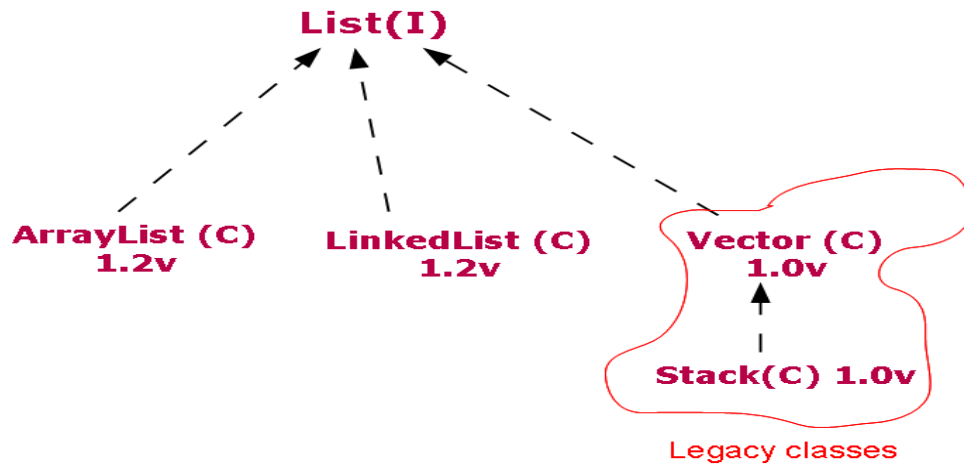 List(I)
ArrayList (C)
1.2v
LinkedList (C)
1.2v
Vector (C)
1.0v
Stack(C) 1.0v
Legacy classes